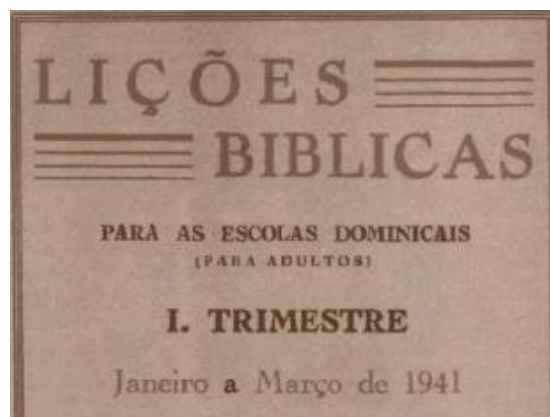 LIÇÕES
BIBLICAS
PARA AS ESCOLAS DOMINICAIS
(PARA ADULTOS)
I. TRIMESTRE
Janeiro a Março de 1941